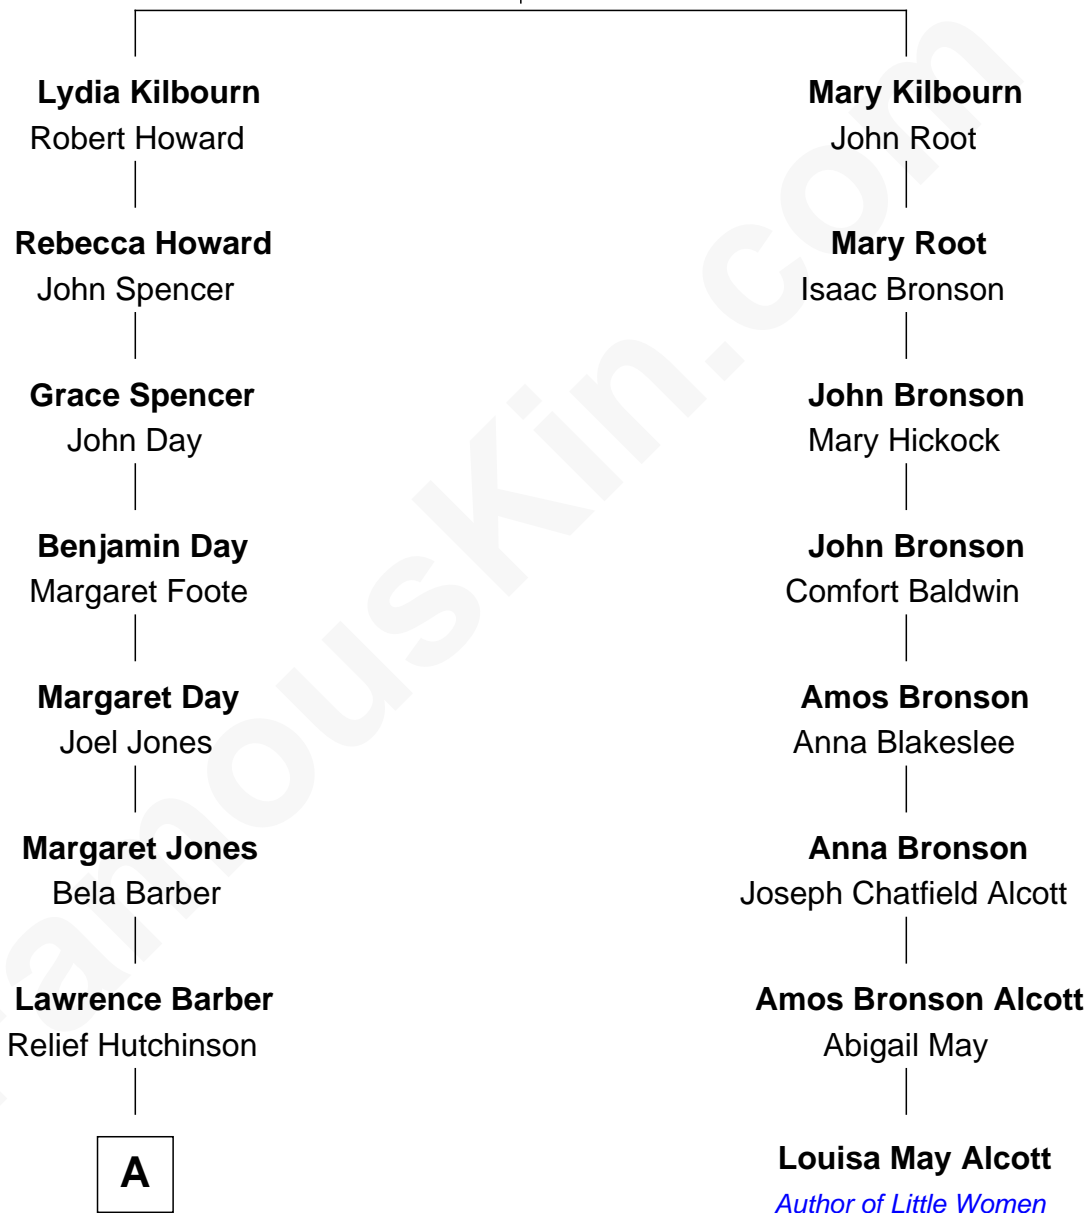 Lydia Kilbourn
Robert Howard
Rebecca Howard
John Spencer
Grace Spencer
John Day
Benjamin Day
Margaret Foote
Margaret Day
Joel Jones
Margaret Jones
Bela Barber
Lawrence Barber
Relief Hutchinson
A
Mary Kilbourn
John Root
Mary Root
Isaac Bronson
John Bronson
Mary Hickock
John Bronson
Comfort Baldwin
Amos Bronson
Anna Blakeslee
Anna Bronson
Joseph Chatfield Alcott
Amos Bronson Alcott
Abigail May
Louisa May Alcott
Author of Little Women
FamousKin.com